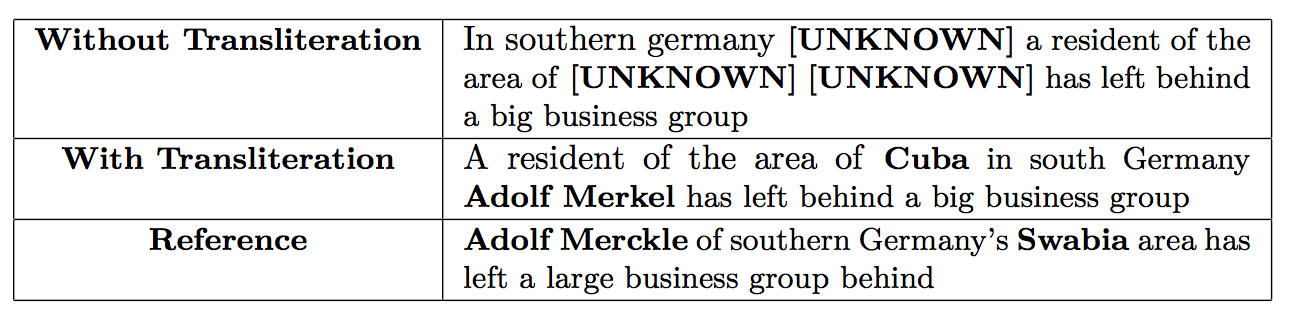 Without Transliteration
In southern germany [UNKNOWN] a resident of the
area of [UNKNOWN] [UNKNOWN] has left behind
a big business group
With Transliteration
A resident of the area of Cuba in south Germany
Adolf Merkel has left behind a big business group
Reference
Adolf Merckle of southern Germany's Swabia area has
left a large business group behind